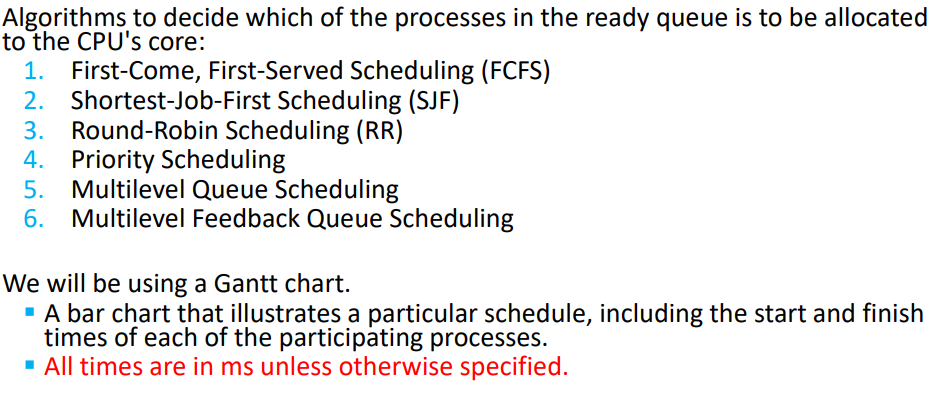 Algorithms to decide which of the processes in the ready queue is to be allocated
to the CPU's core:
1. First-Come, First-Served Scheduling (FCFS)
2. Shortest-Job-First Scheduling (SJF)
3. Round-Robin Scheduling (RR)
4. Priority Scheduling
5. Multilevel Queue Scheduling
6. Multilevel Feedback Queue Scheduling
We will be using a Gantt chart.
▪ A bar chart that illustrates a particular schedule, including the start and finish
times of each of the participating processes.
▪ All times are in ms unless otherwise specified.